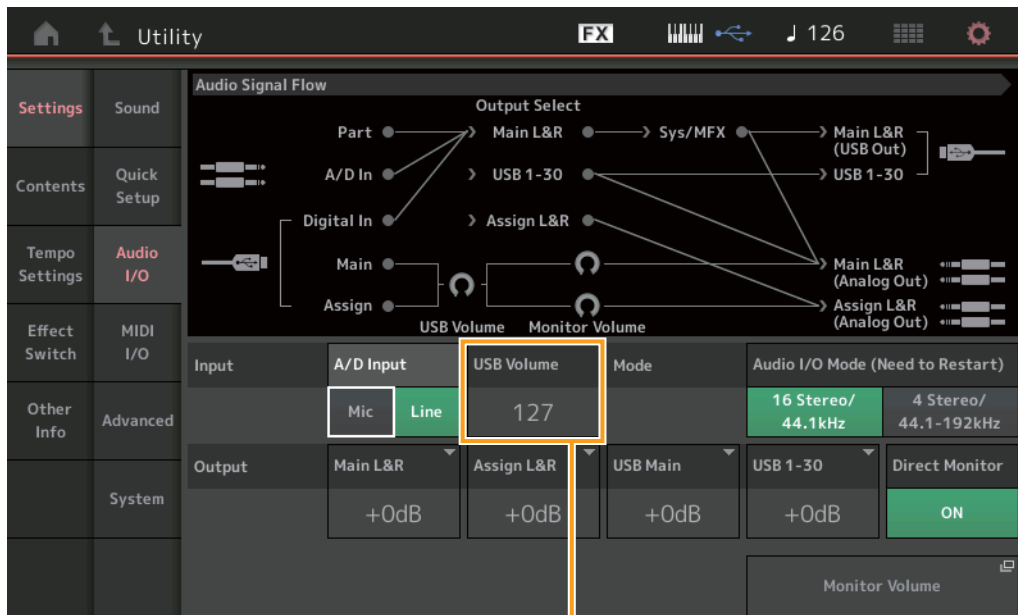 Utility
FX
♩ 126
Settings
Sound
Contents
Quick
Setup
Tempo
Settings
Audio
I/O
Effect
Switch
MIDI
I/O
Other
Info
Advanced
System
Audio Signal Flow
Output Select
Part
Main L&R
Sys/MFX
Main L&R
(USB Out)
A/D In
USB 1-30
USB 1-30
Digital In
Assign L&R
Main
Main L&R
(Analog Out)
Assign
Assign L&R
(Analog Out)
USB Volume
Monitor Volume
Input
A/D Input
USB Volume
Mode
Audio I/O Mode (Need to Restart)
Mic
Line
127
16 Stereo/
44.1kHz
4 Stereo/
44.1-192kHz
Output
Main L&R
Assign L&R
USB Main
USB 1-30
Direct Monitor
+0dB
+0dB
+0dB
+0dB
ON
Monitor Volume